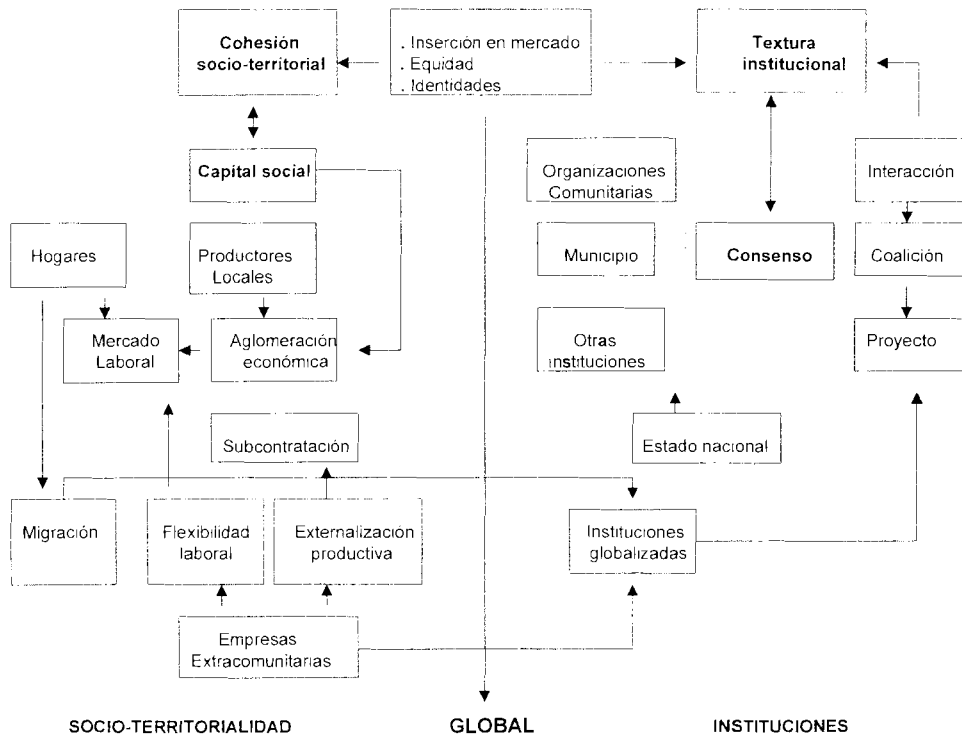 Cohesión
socio-territorial
. Inserción en mercado
. Equidad
. Identidades
Textura
institucional
Capital social
Organizaciones
Comunitarias
Interacción
Hogares
Productores
Locales
Municipio
Consenso
Coalición
Mercado
Laboral
Aglomeración
económica
Otras
instituciones
Proyecto
Subcontratación
Estado nacional
Migración
Flexibilidad
laboral
Externalización
productiva
Instituciones
globalizadas
Empresas
Extracomunitarias
SOCIO-TERRITORIALIDAD
GLOBAL
INSTITUCIONES